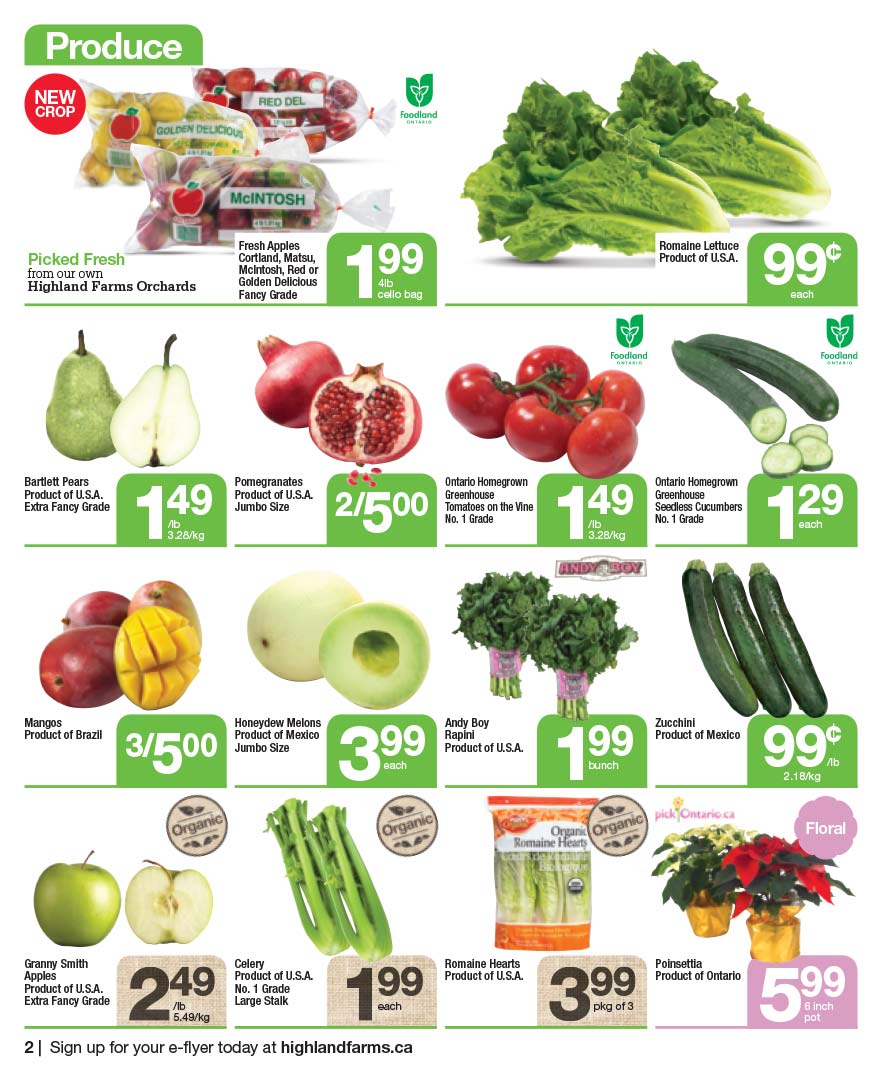 Produce
NEW
CROP
RED DEL
GOLDEN DELICIOUS
McINTOSH
Foodland
ONTARIO
Picked Fresh
from our own
Highland Farms Orchards
Fresh Apples
Cortland, Matsu,
McIntosh, Red or
Golden Delicious
Fancy Grade
1.99
4lb
cello bag
Romaine Lettuce
Product of U.S.A.
99¢
each
Bartlett Pears
Product of U.S.A.
Extra Fancy Grade
1.49
/lb
3.28/kg
Pomegranates
Product of U.S.A.
Jumbo Size
2/5.00
Foodland
ONTARIO
Ontario Homegrown
Greenhouse
Tomatoes on the Vine
No. 1 Grade
1.49
/lb
3.28/kg
Foodland
ONTARIO
Ontario Homegrown
Greenhouse
Seedless Cucumbers
No. 1 Grade
1.29
each
Mangos
Product of Brazil
3/5.00
Honeydew Melons
Product of Mexico
Jumbo Size
3.99
each
ANDY BOY
Andy Boy
Rapini
Product of U.S.A.
1.99
bunch
Zucchini
Product of Mexico
99¢
/lb
2.18/kg
Organic
Granny Smith
Apples
Product of U.S.A.
Extra Fancy Grade
2.49
/lb
5.49/kg
Organic
Celery
Product of U.S.A.
No. 1 Grade
Large Stalk
1.99
each
Organic
Organic
Romaine Hearts
Coeurs de Romaine
Biologique
3
Romaine Hearts
Product of U.S.A.
3.99
pkg of 3
pickOntario.ca
Floral
Poinsettia
Product of Ontario
5.99
6 inch
pot
2 | Sign up for your e-flyer today at highlandfarms.ca